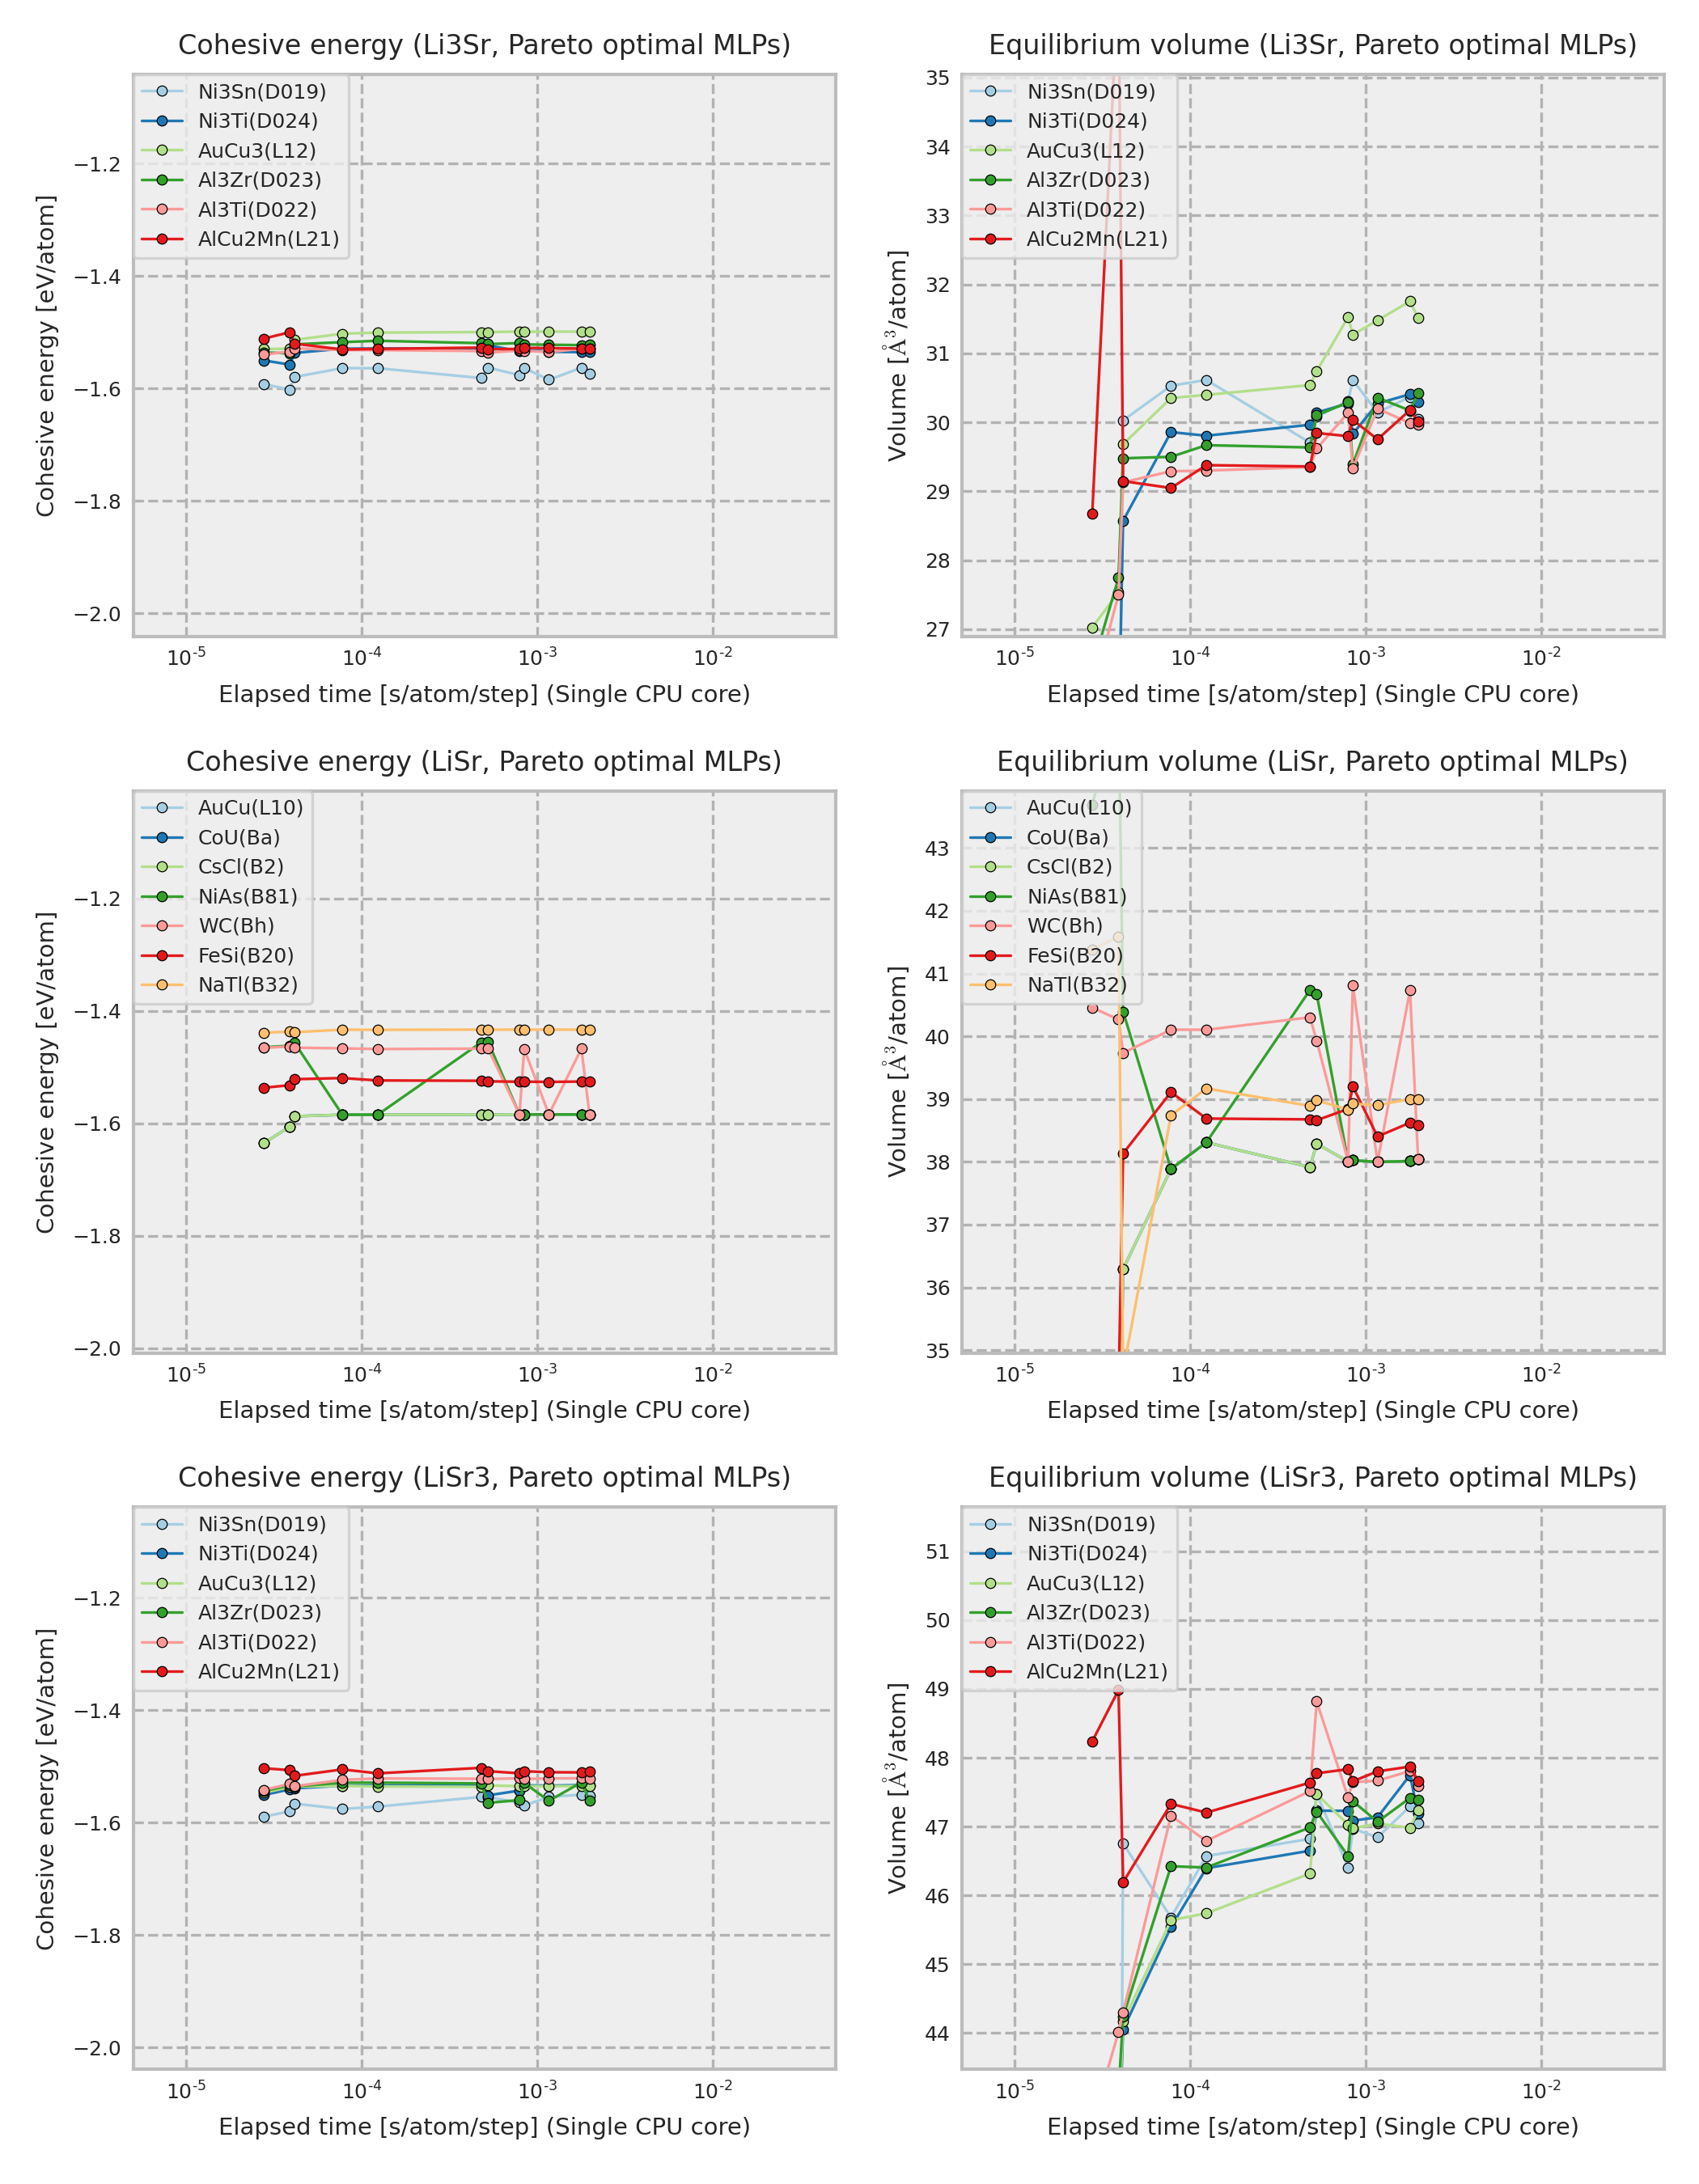 Cohesive energy (Li3Sr, Pareto optimal MLPs)
Ni3Sn(D019)
Ni3Ti(D024)
AuCu3(L12)
Al3Zr(D023)
Al3Ti(D022)
AlCu2Mn(L21)
−1.2
−1.4
−1.6
−1.8
−2.0
Cohesive energy [eV/atom]
10-5
10-4
10-3
10-2
Elapsed time [s/atom/step] (Single CPU core)
Equilibrium volume (Li3Sr, Pareto optimal MLPs)
Ni3Sn(D019)
Ni3Ti(D024)
AuCu3(L12)
Al3Zr(D023)
Al3Ti(D022)
AlCu2Mn(L21)
35
34
33
32
31
30
29
28
27
Volume [Å3/atom]
10-5
10-4
10-3
10-2
Elapsed time [s/atom/step] (Single CPU core)
Cohesive energy (LiSr, Pareto optimal MLPs)
AuCu(L10)
CoU(Ba)
CsCl(B2)
NiAs(B81)
WC(Bh)
FeSi(B20)
NaTl(B32)
−1.2
−1.4
−1.6
−1.8
−2.0
Cohesive energy [eV/atom]
10-5
10-4
10-3
10-2
Elapsed time [s/atom/step] (Single CPU core)
Equilibrium volume (LiSr, Pareto optimal MLPs)
AuCu(L10)
CoU(Ba)
CsCl(B2)
NiAs(B81)
WC(Bh)
FeSi(B20)
NaTl(B32)
43
42
41
40
39
38
37
36
35
Volume [Å3/atom]
10-5
10-4
10-3
10-2
Elapsed time [s/atom/step] (Single CPU core)
Cohesive energy (LiSr3, Pareto optimal MLPs)
Ni3Sn(D019)
Ni3Ti(D024)
AuCu3(L12)
Al3Zr(D023)
Al3Ti(D022)
AlCu2Mn(L21)
−1.2
−1.4
−1.6
−1.8
−2.0
Cohesive energy [eV/atom]
10-5
10-4
10-3
10-2
Elapsed time [s/atom/step] (Single CPU core)
Equilibrium volume (LiSr3, Pareto optimal MLPs)
Ni3Sn(D019)
Ni3Ti(D024)
AuCu3(L12)
Al3Zr(D023)
Al3Ti(D022)
AlCu2Mn(L21)
51
50
49
48
47
46
45
44
Volume [Å3/atom]
10-5
10-4
10-3
10-2
Elapsed time [s/atom/step] (Single CPU core)